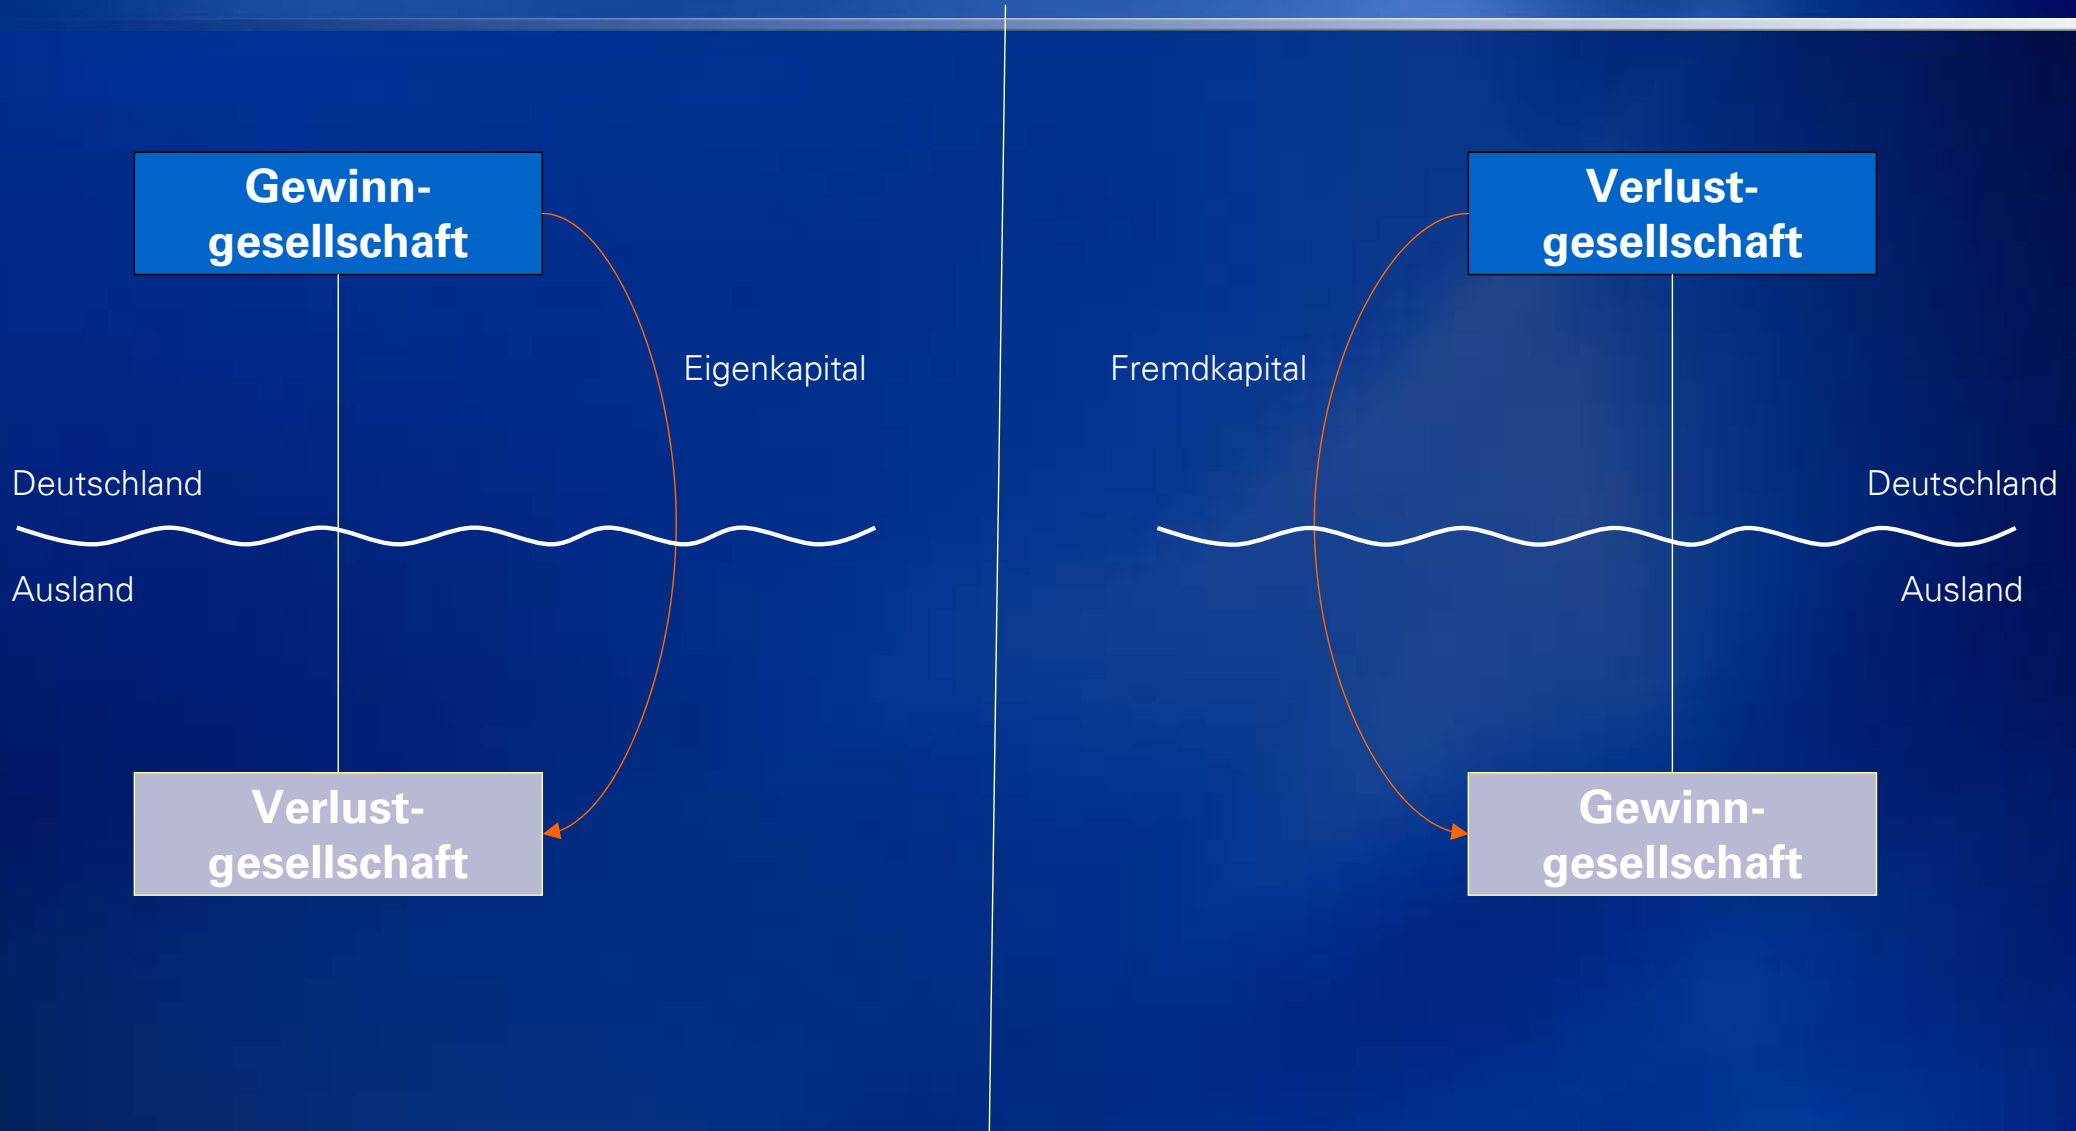 Gewinn-
gesellschaft
Eigenkapital
Deutschland
Ausland
Verlust-
gesellschaft
Verlust-
gesellschaft
Fremdkapital
Deutschland
Ausland
Gewinn-
gesellschaft